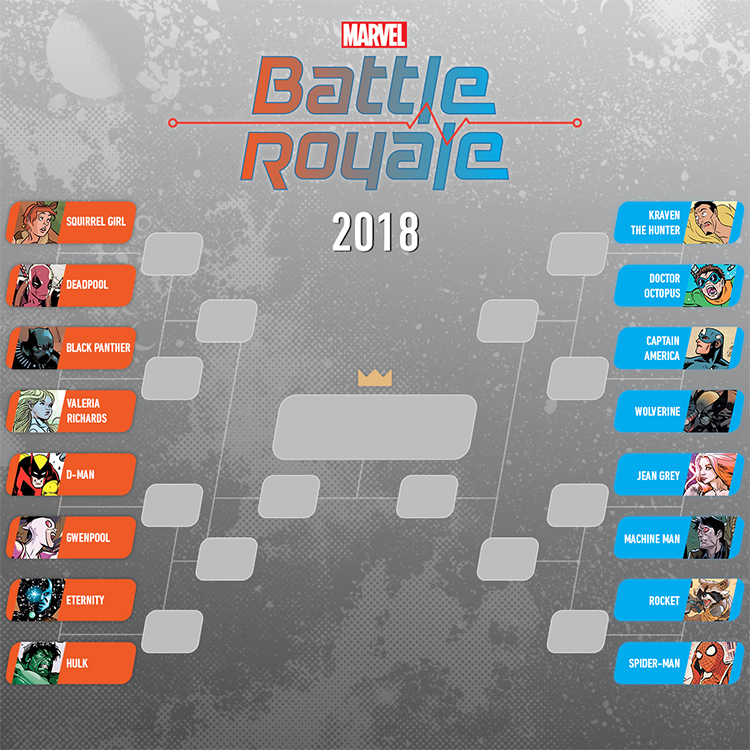 MARVEL
Battle
Royale
2018
SQUIRREL GIRL
DEADPOOL
BLACK PANTHER
VALERIA
RICHARDS
D-MAN
GWENPOOL
ETERNITY
HULK
KRAVEN
THE HUNTER
DOCTOR
OCTOPUS
CAPTAIN
AMERICA
WOLVERINE
JEAN GREY
MACHINE MAN
ROCKET
SPIDER-MAN